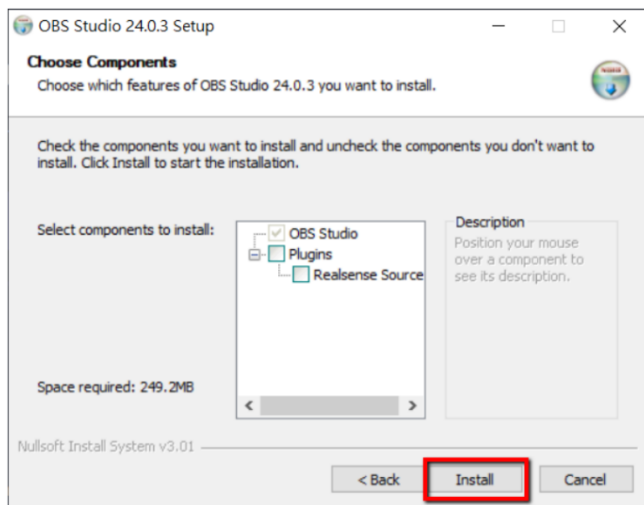 OBS Studio 24.0.3 Setup
Choose Components
Choose which features of OBS Studio 24.0.3 you want to install.
Check the components you want to install and uncheck the components you don't want to
install. Click Install to start the installation.
Select components to install:
OBS Studio
Plugins
Realsense Source
Description
Position your mouse
over a component to
see its description.
Space required: 249.2MB
Nullsoft Install System v3.01
< Back
Install
Cancel